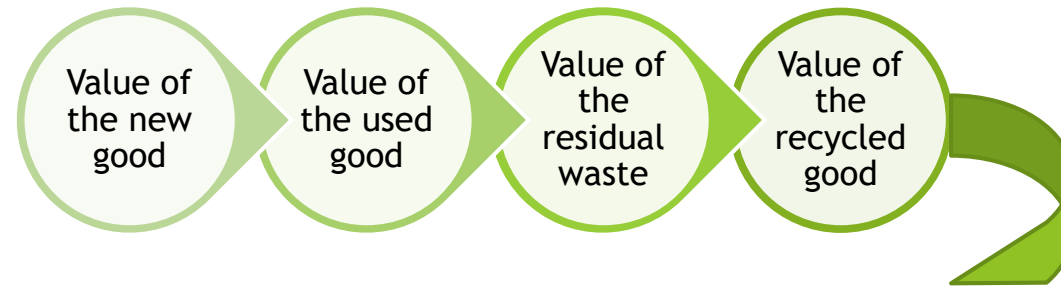 Value of
the new
good
Value of
the used
good
Value of
the
residual
waste
Value of
the
recycled
good